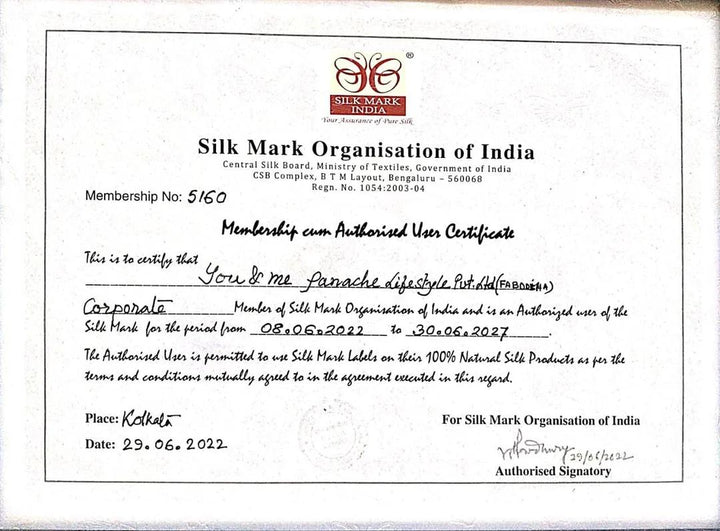 ®
SILK MARK
INDIA
Your Assurance of Pure Silk
Silk Mark Organisation of India
Central Silk Board, Ministry of Textiles, Government of India
CSB Complex, B T M Layout, Bengaluru – 560068
Regn. No. 1054:2003-04
Membership No: 5160
Membership cum Authorised User Certificate
This is to certify that
You & me Panache Lifestyle Pvt. Ltd
Corporate Member of Silk Mark Organisation of India and is an Authorized user of the
Silk Mark for the period from 08.06.2022 to 30.06.2027.
The Authorised User is permitted to use Silk Mark Labels on their 100% Natural Silk Products as per the
terms and conditions mutually agreed to in the agreement executed in this regard.
Place: Kolkata
For Silk Mark Organisation of India
Date: 29.06.2022
29/06/2022
Authorised Signatory